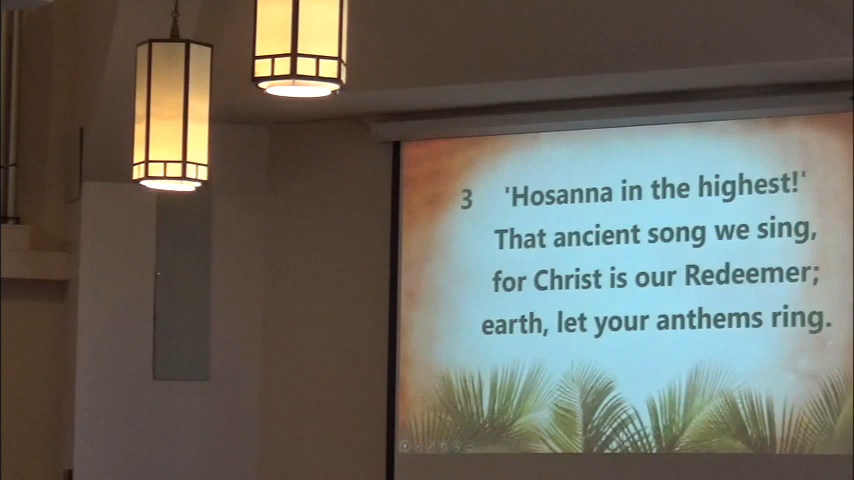 3 'Hosanna in the highest!'
That ancient song we sing,
for Christ is our Redeemer;
earth, let your anthems ring.